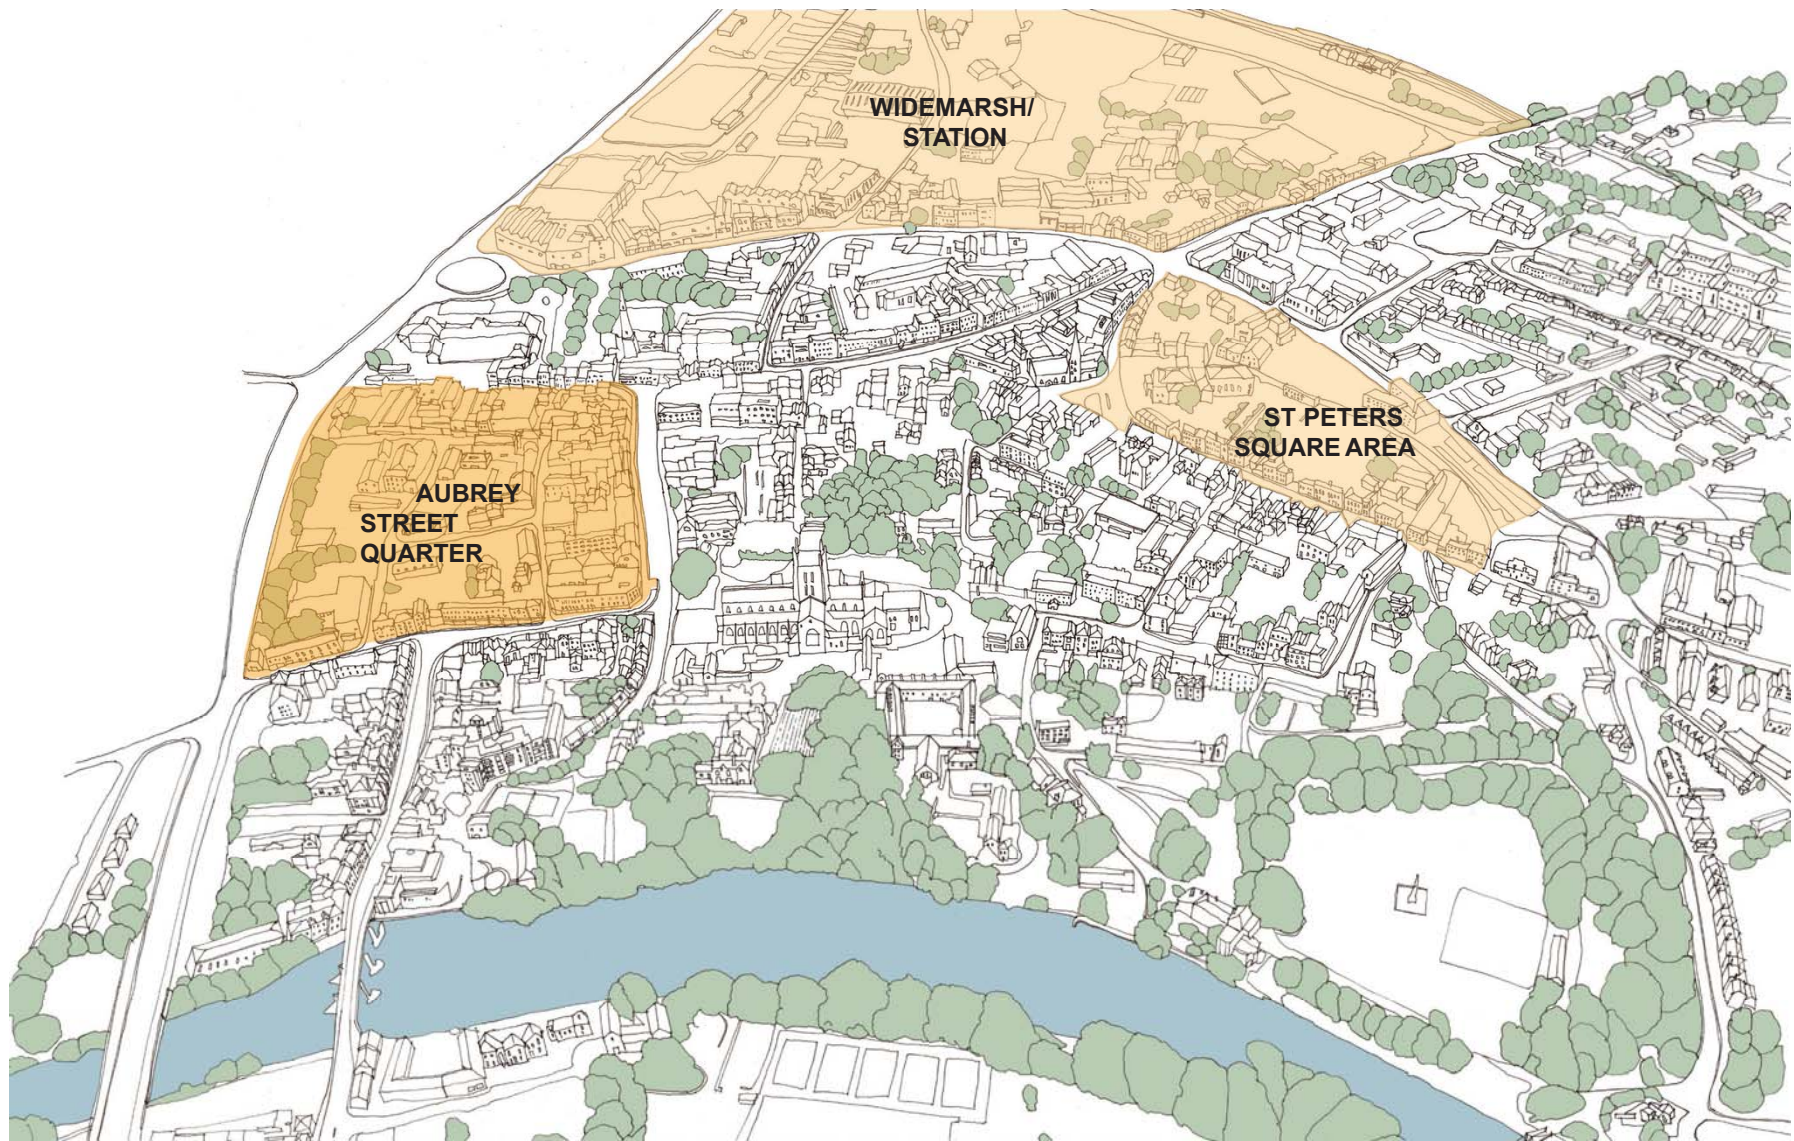 WIDEMARSH/
STATION
ST PETERS
SQUARE AREA
AUBREY
STREET
QUARTER